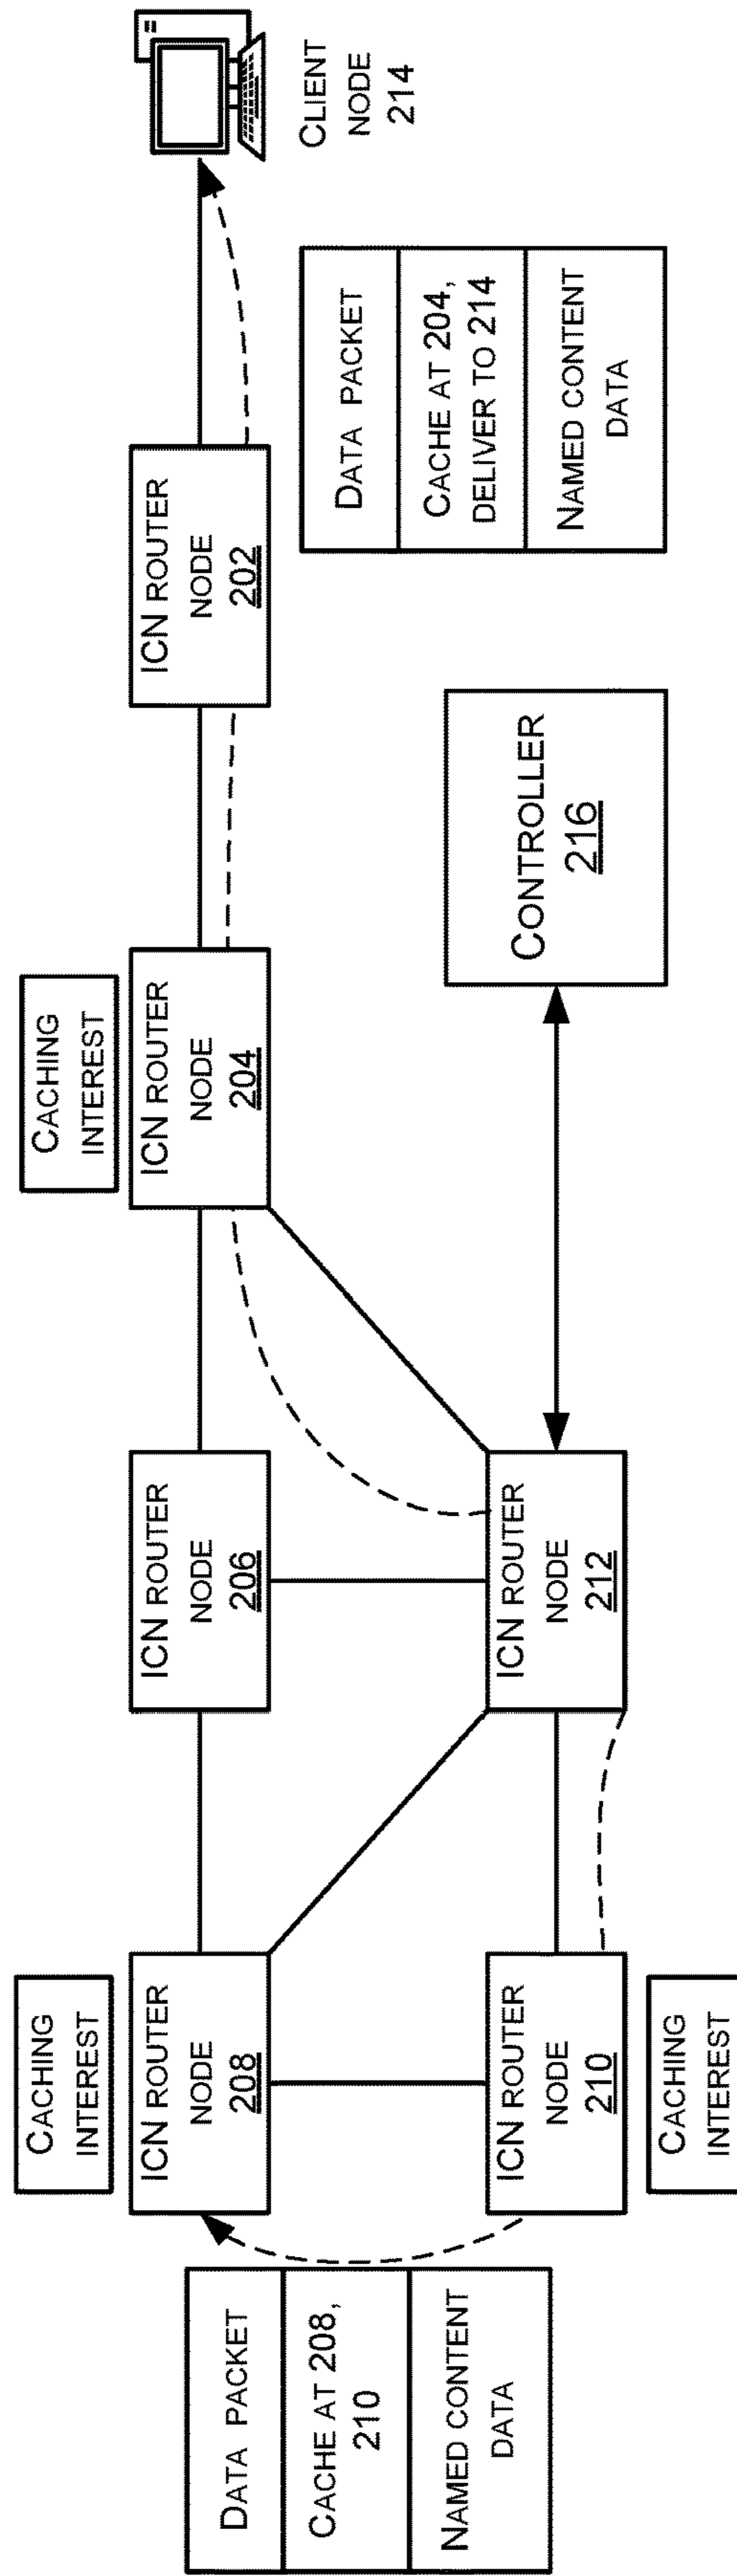 DATA PACKET
CACHE AT 208,
210
NAMED CONTENT
DATA
CACHING
INTEREST
ICN ROUTER
NODE
208
ICN ROUTER
NODE
210
CACHING
INTEREST
ICN ROUTER
NODE
206
ICN ROUTER
NODE
212
CACHING
INTEREST
ICN ROUTER
NODE
204
CONTROLLER
216
ICN ROUTER
NODE
202
DATA PACKET
CACHE AT 204,
DELIVER TO 214
NAMED CONTENT
DATA
CLIENT
NODE
214